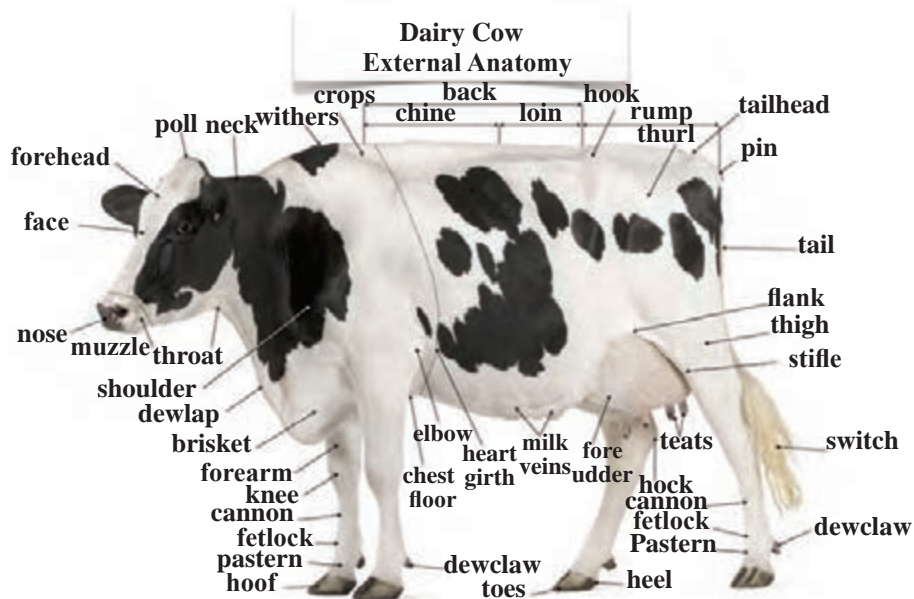 Dairy Cow
External Anatomy
crops
back
hook
rump
tailhead
poll
neck
withers
chine
loin
thurl
pin
forehead
face
tail
flank
nose
muzzle
throat
thigh
stifle
shoulder
dewlap
brisket
elbow
heart
girth
milk
veins
fore
udder
teats
switch
forearm
chest
floor
knee
hock
cannon
cannon
fetlock
fetlock
dewclaw
pastern
Pastern
hoof
dewclaw
toes
heel